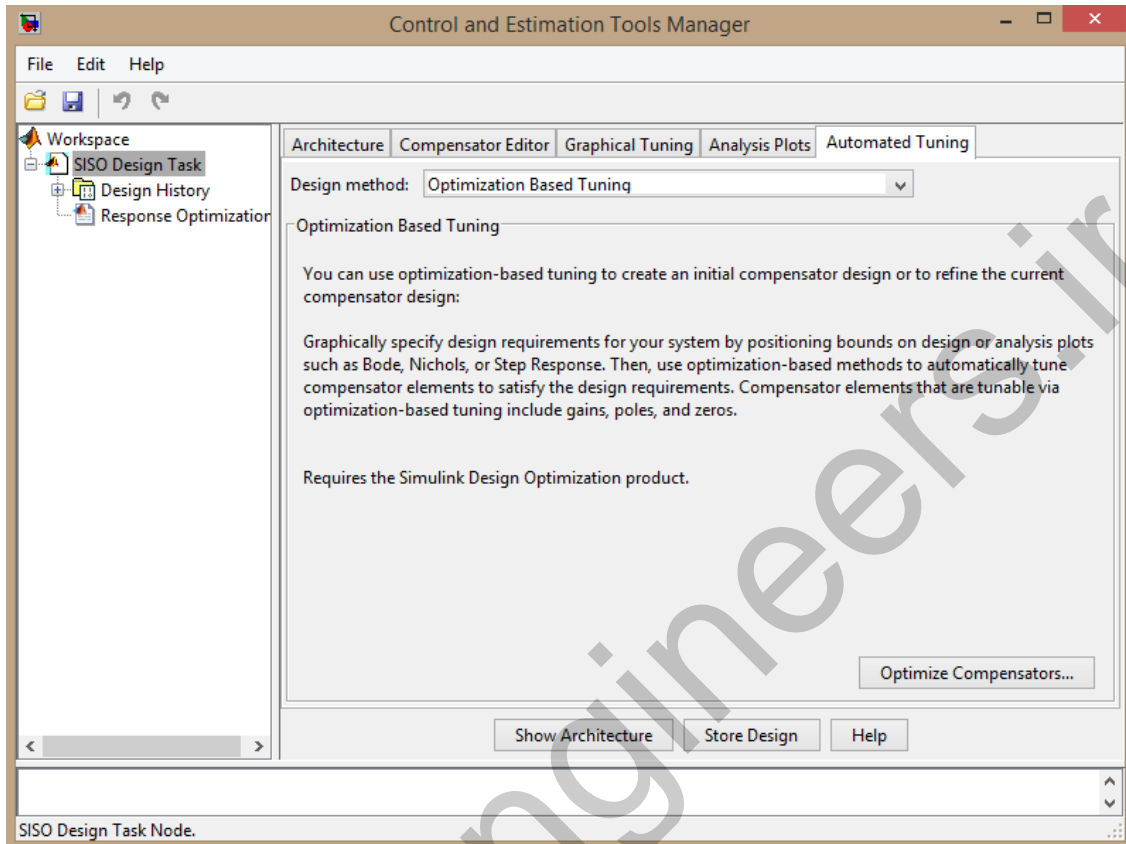 Control and Estimation Tools Manager
File Edit Help
Workspace
SISO Design Task
Design History
Response Optimization
Architecture Compensator Editor Graphical Tuning Analysis Plots Automated Tuning
Design method: Optimization Based Tuning
Optimization Based Tuning
You can use optimization-based tuning to create an initial compensator design or to refine the current
compensator design:
Graphically specify design requirements for your system by positioning bounds on design or analysis plots
such as Bode, Nichols, or Step Response. Then, use optimization-based methods to automatically tune
compensator elements to satisfy the design requirements. Compensator elements that are tunable via
optimization-based tuning include gains, poles, and zeros.
Requires the Simulink Design Optimization product.
Optimize Compensators...
Show Architecture Store Design Help
SISO Design Task Node.
ngineers.ir